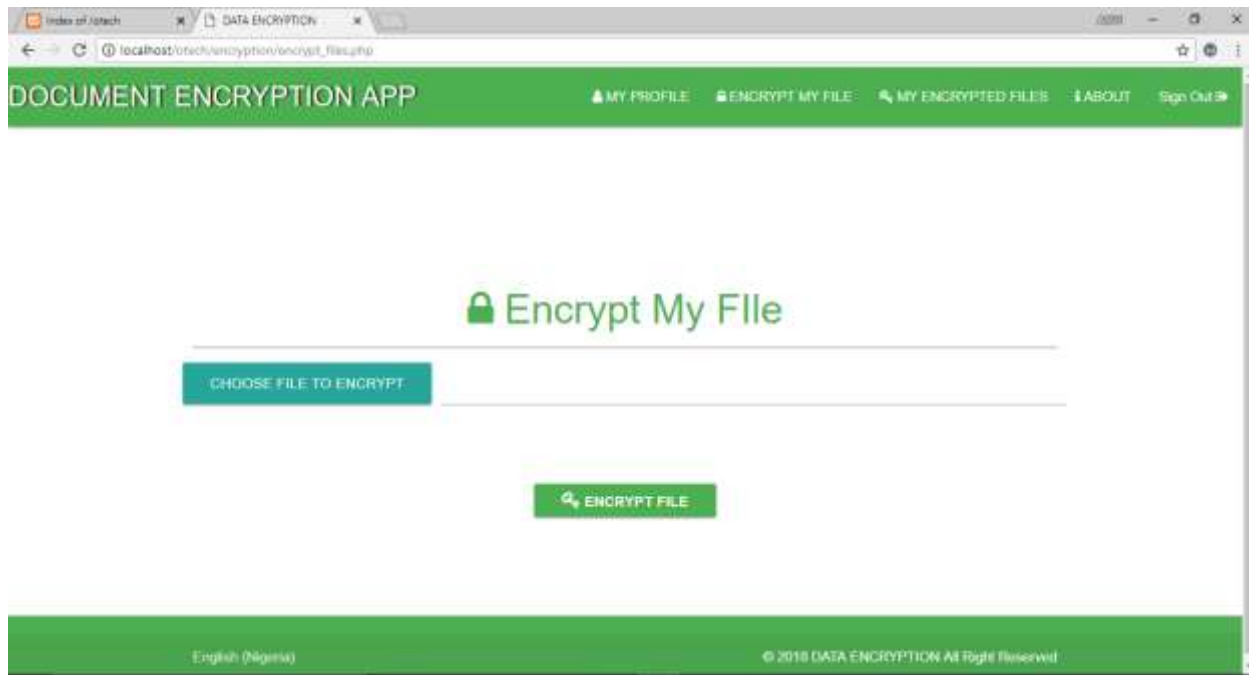 Index of /otech
DATA ENCRYPTION
localhost/otech/encryption/encrypt_files.php
DOCUMENT ENCRYPTION APP
MY PROFILE ENCRYPT MY FILE MY ENCRYPTED FILES ABOUT Sign Out
Encrypt My FIle
CHOOSE FILE TO ENCRYPT
ENCRYPT FILE
English (Nigeria) © 2018 DATA ENCRYPTION All Right Reserved